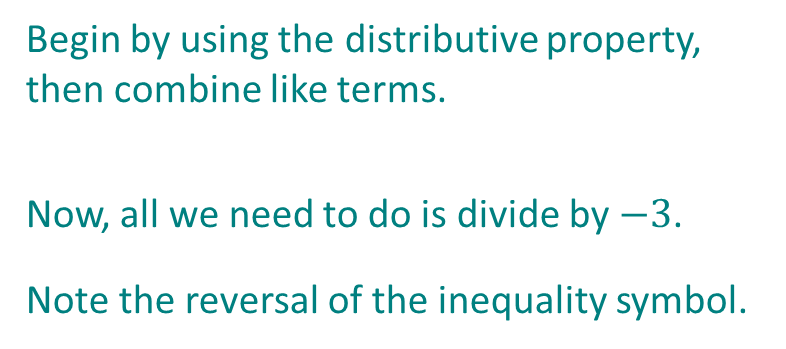 Begin by using the distributive property,
then combine like terms.
Now, all we need to do is divide by −3.
Note the reversal of the inequality symbol.